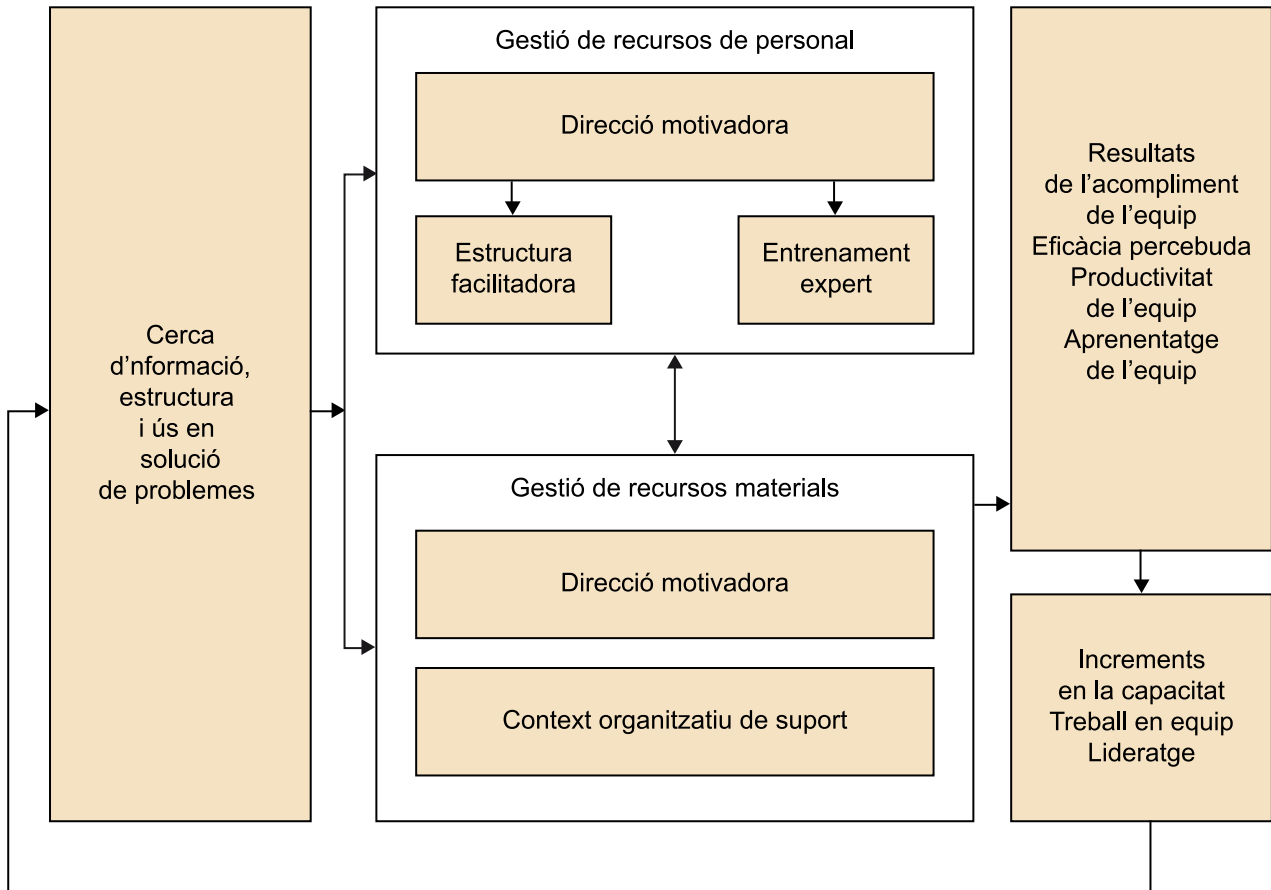 Cerca
d’nformació,
estructura
i ús en
solució
de problemes
Gestió de recursos de personal
Direcció motivadora
Estructura
facilitadora
Entrenament
expert
Gestió de recursos materials
Direcció motivadora
Context organitzatiu de suport
Resultats
de l’acompliment
de l’equip
Eficàcia percebuda
Productivitat
de l’equip
Aprenentatge
de l’equip
Increments
en la capacitat
Treball en equip
Lideratge